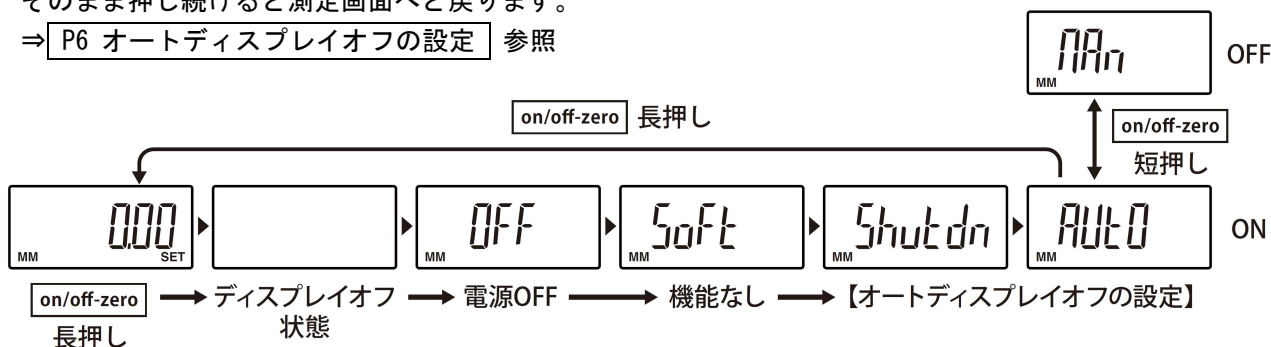 そのまま押し続けると測定画面へと戻ります。
⇒ P6 オートディスプレイオフの設定 参照
MAn
MM
OFF
on/off-zero 長押し
on/off-zero
短押し
0.00
MM
SET
OFF
MM
SoFt
MM
Shutdn
MM
AUtO
MM
ON
on/off-zero
長押し
ディスプレイオフ
状態
電源OFF
機能なし
【オートディスプレイオフの設定】